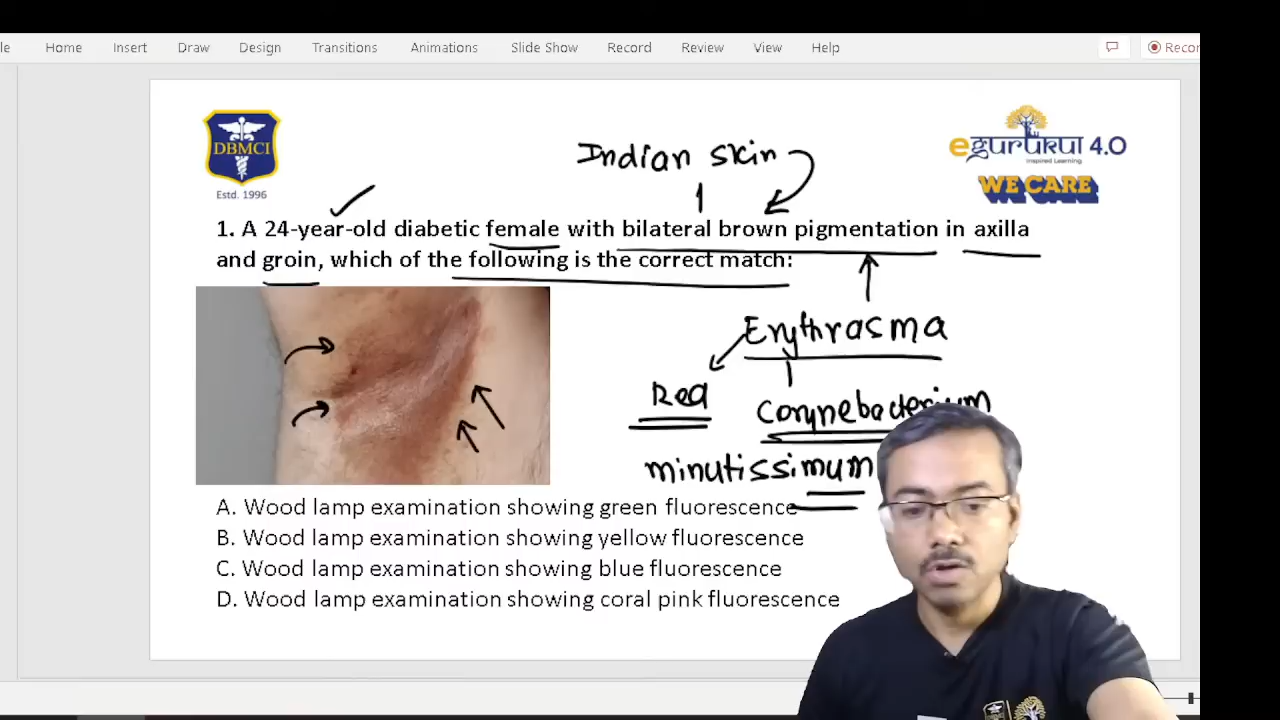 le Home Insert Draw Design Transitions Animations Slide Show Record Review View Help
DBMCI
Estd. 1996
egurukul 4.0
Inspired Learning
WE CARE
Indian skin
1. A 24-year-old diabetic female with bilateral brown pigmentation in axilla
and groin, which of the following is the correct match:
Erythrasma
Red
Corynebacterium
minutissimum
A. Wood lamp examination showing green fluorescence
B. Wood lamp examination showing yellow fluorescence
C. Wood lamp examination showing blue fluorescence
D. Wood lamp examination showing coral pink fluorescence